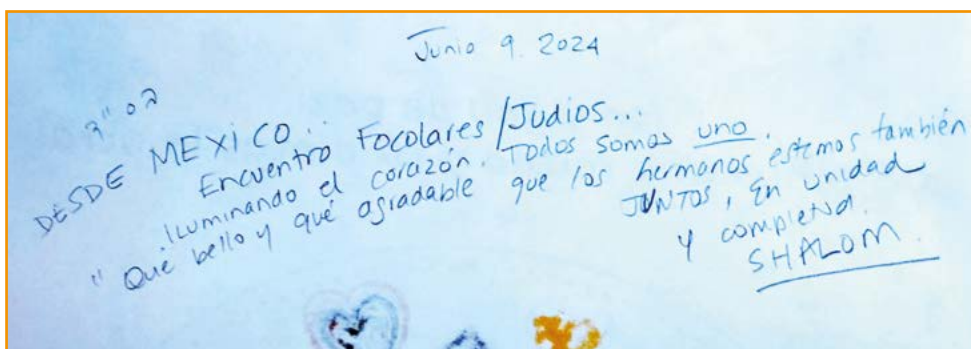 Junio 9. 2024
DESDE MEXICO...
Encuentro Focolares / Judios...
iluminando el corazón. Todos somos uno.
"Qué bello y qué agradable que los hermanos estemos también
JUNTOS, En unidad
y completud.
SHALOM.